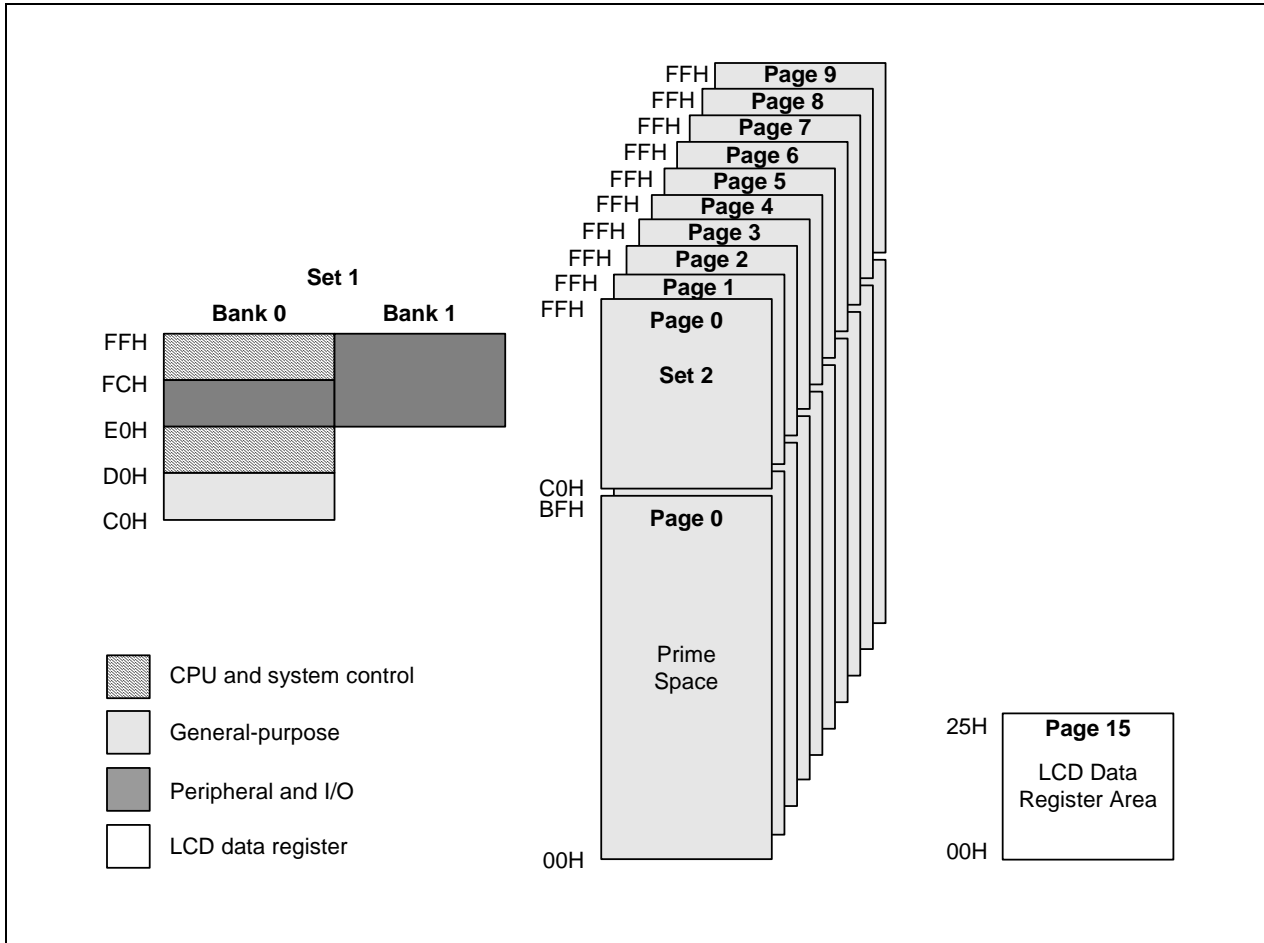 Set 1
Bank 0 Bank 1
FFH
FCH
E0H
D0H
C0H
CPU and system control
General-purpose
Peripheral and I/O
LCD data register
FFH Page 9
FFH Page 8
FFH Page 7
FFH Page 6
FFH Page 5
FFH Page 4
FFH Page 3
FFH Page 2
FFH Page 1
FFH Page 0
Set 2
C0H
BFH Page 0
Prime
Space
00H
25H Page 15
LCD Data
Register Area
00H